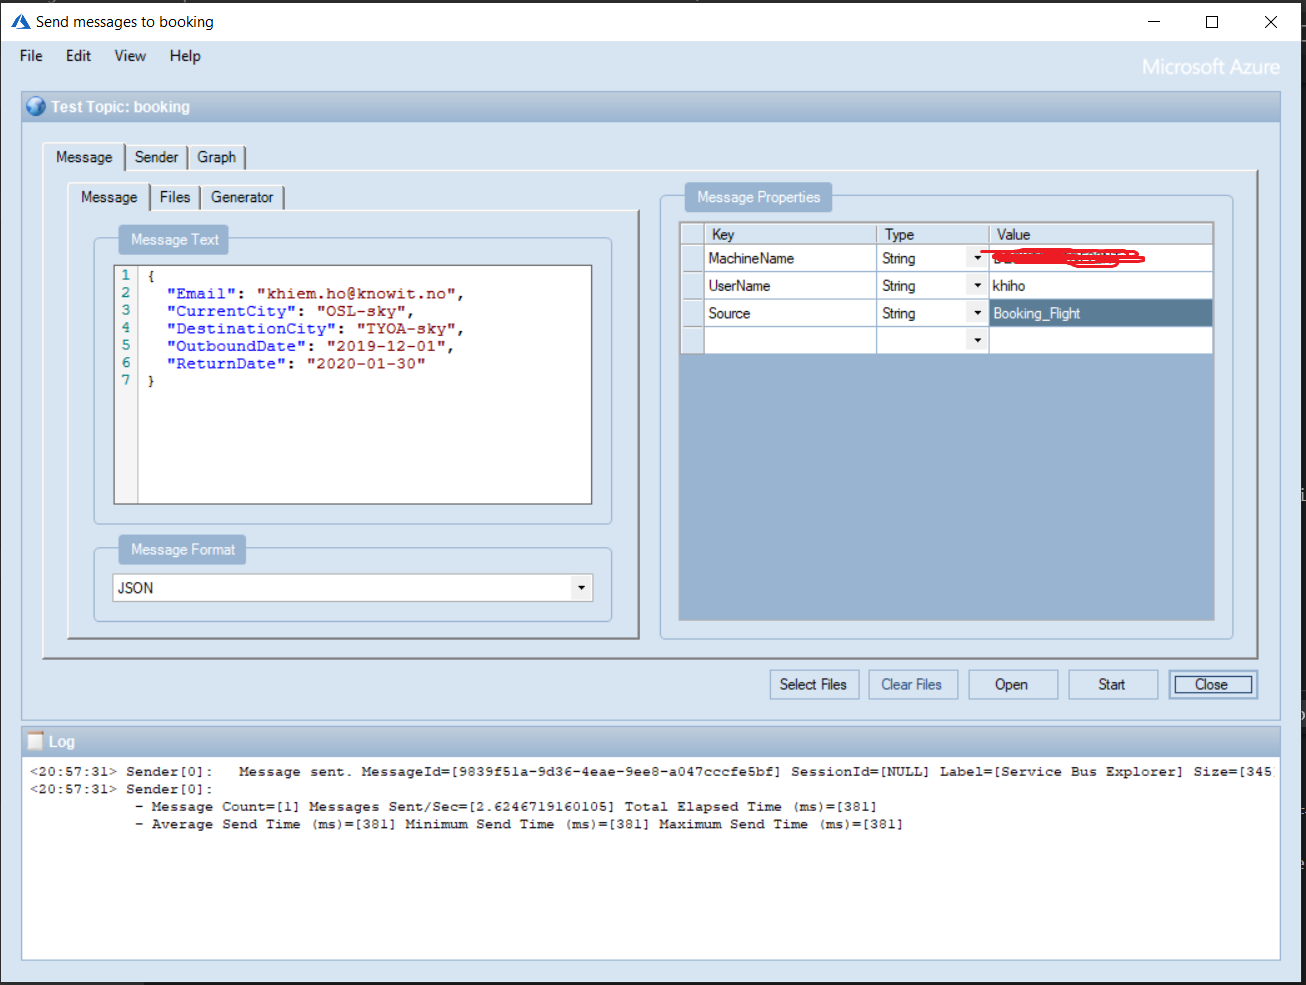 Send messages to booking
File Edit View Help
Microsoft Azure
Test Topic: booking
Message Sender Graph
Message Files Generator
Message Text
1 {
2 "Email": "khiem.ho@knowit.no",
3 "CurrentCity": "OSL-sky",
4 "DestinationCity": "TYOA-sky",
5 "OutboundDate": "2019-12-01",
6 "ReturnDate": "2020-01-30"
7 }
Message Format
JSON
Message Properties
Key Type Value
MachineName String
UserName String khiho
Source String Booking_Flight
Select Files Clear Files Open Start Close
Log
<20:57:31> Sender[0]: Message sent. MessageId=[9839f51a-9d36-4eae-9ee8-a047cccfe5bf] SessionId=[NULL] Label=[Service Bus Explorer] Size=[345
<20:57:31> Sender[0]:
- Message Count=[1] Messages Sent/Sec=[2.6246719160105] Total Elapsed Time (ms)=[381]
- Average Send Time (ms)=[381] Minimum Send Time (ms)=[381] Maximum Send Time (ms)=[381]